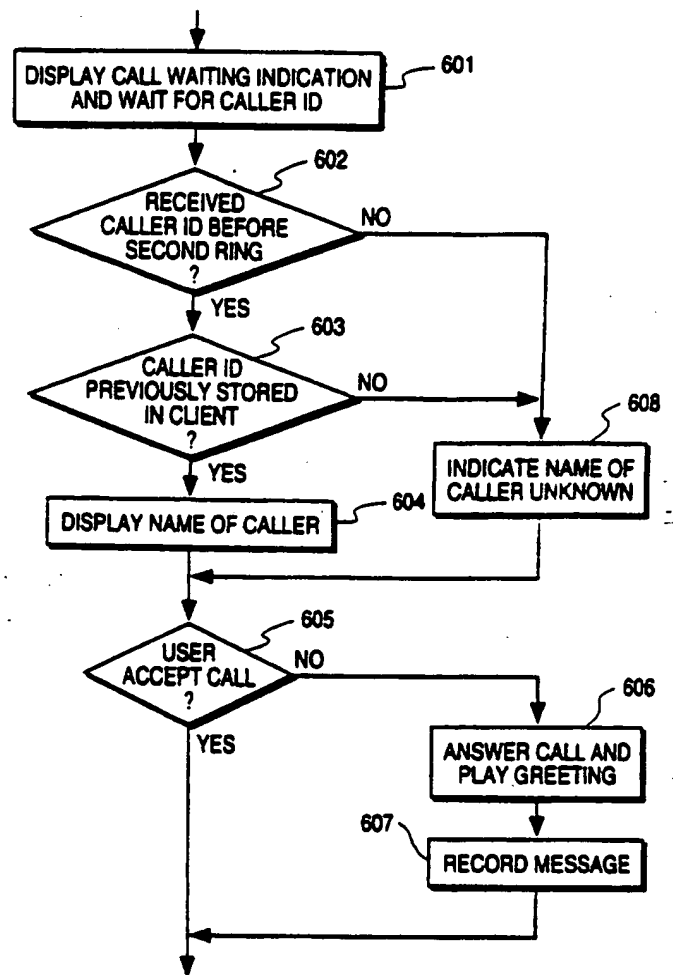 DISPLAY CALL WAITING INDICATION
AND WAIT FOR CALLER ID
601
602
RECEIVED
CALLER ID BEFORE
SECOND RING
?
NO
YES
603
CALLER ID
PREVIOUSLY STORED
IN CLIENT
?
NO
YES
608
INDICATE NAME OF
CALLER UNKNOWN
DISPLAY NAME OF CALLER
604
605
USER
ACCEPT CALL
?
NO
YES
606
ANSWER CALL AND
PLAY GREETING
607
RECORD MESSAGE